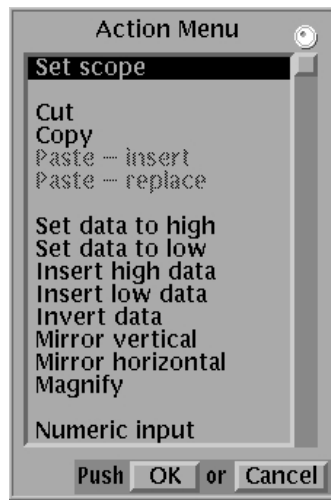 Action Menu
Set scope
Cut
Copy
Paste – insert
Paste – replace
Set data to high
Set data to low
Insert high data
Insert low data
Invert data
Mirror vertical
Mirror horizontal
Magnify
Numeric input
Push OK or Cancel